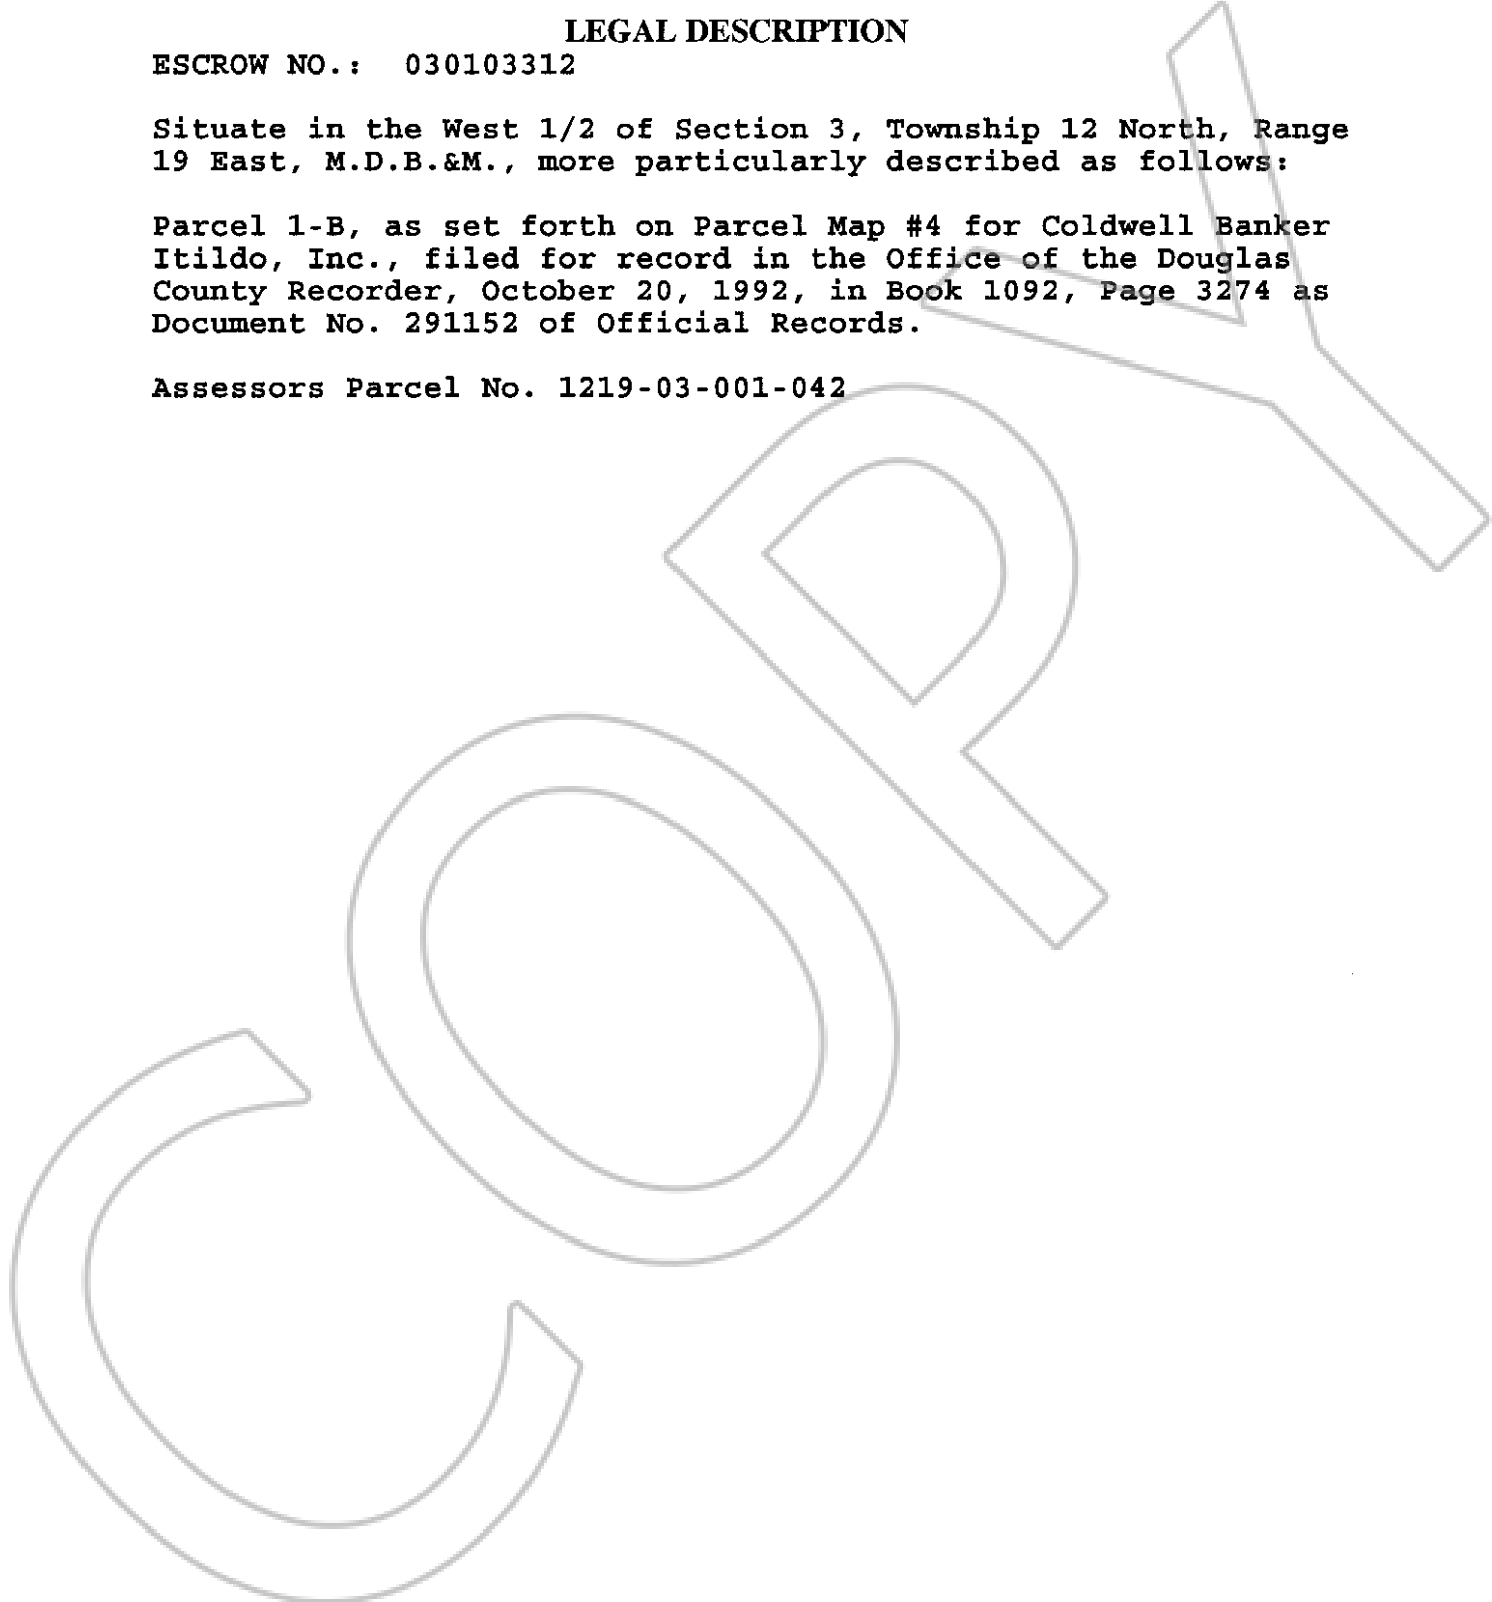 LEGAL DESCRIPTION
ESCROW NO.: 030103312
Situate in the West 1/2 of Section 3, Township 12 North, Range
19 East, M.D.B.&M., more particularly described as follows:
Parcel 1-B, as set forth on Parcel Map #4 for Coldwell Banker
Itildo, Inc., filed for record in the Office of the Douglas
County Recorder, October 20, 1992, in Book 1092, Page 3274 as
Document No. 291152 of Official Records.
Assessors Parcel No. 1219-03-001-042
COPY